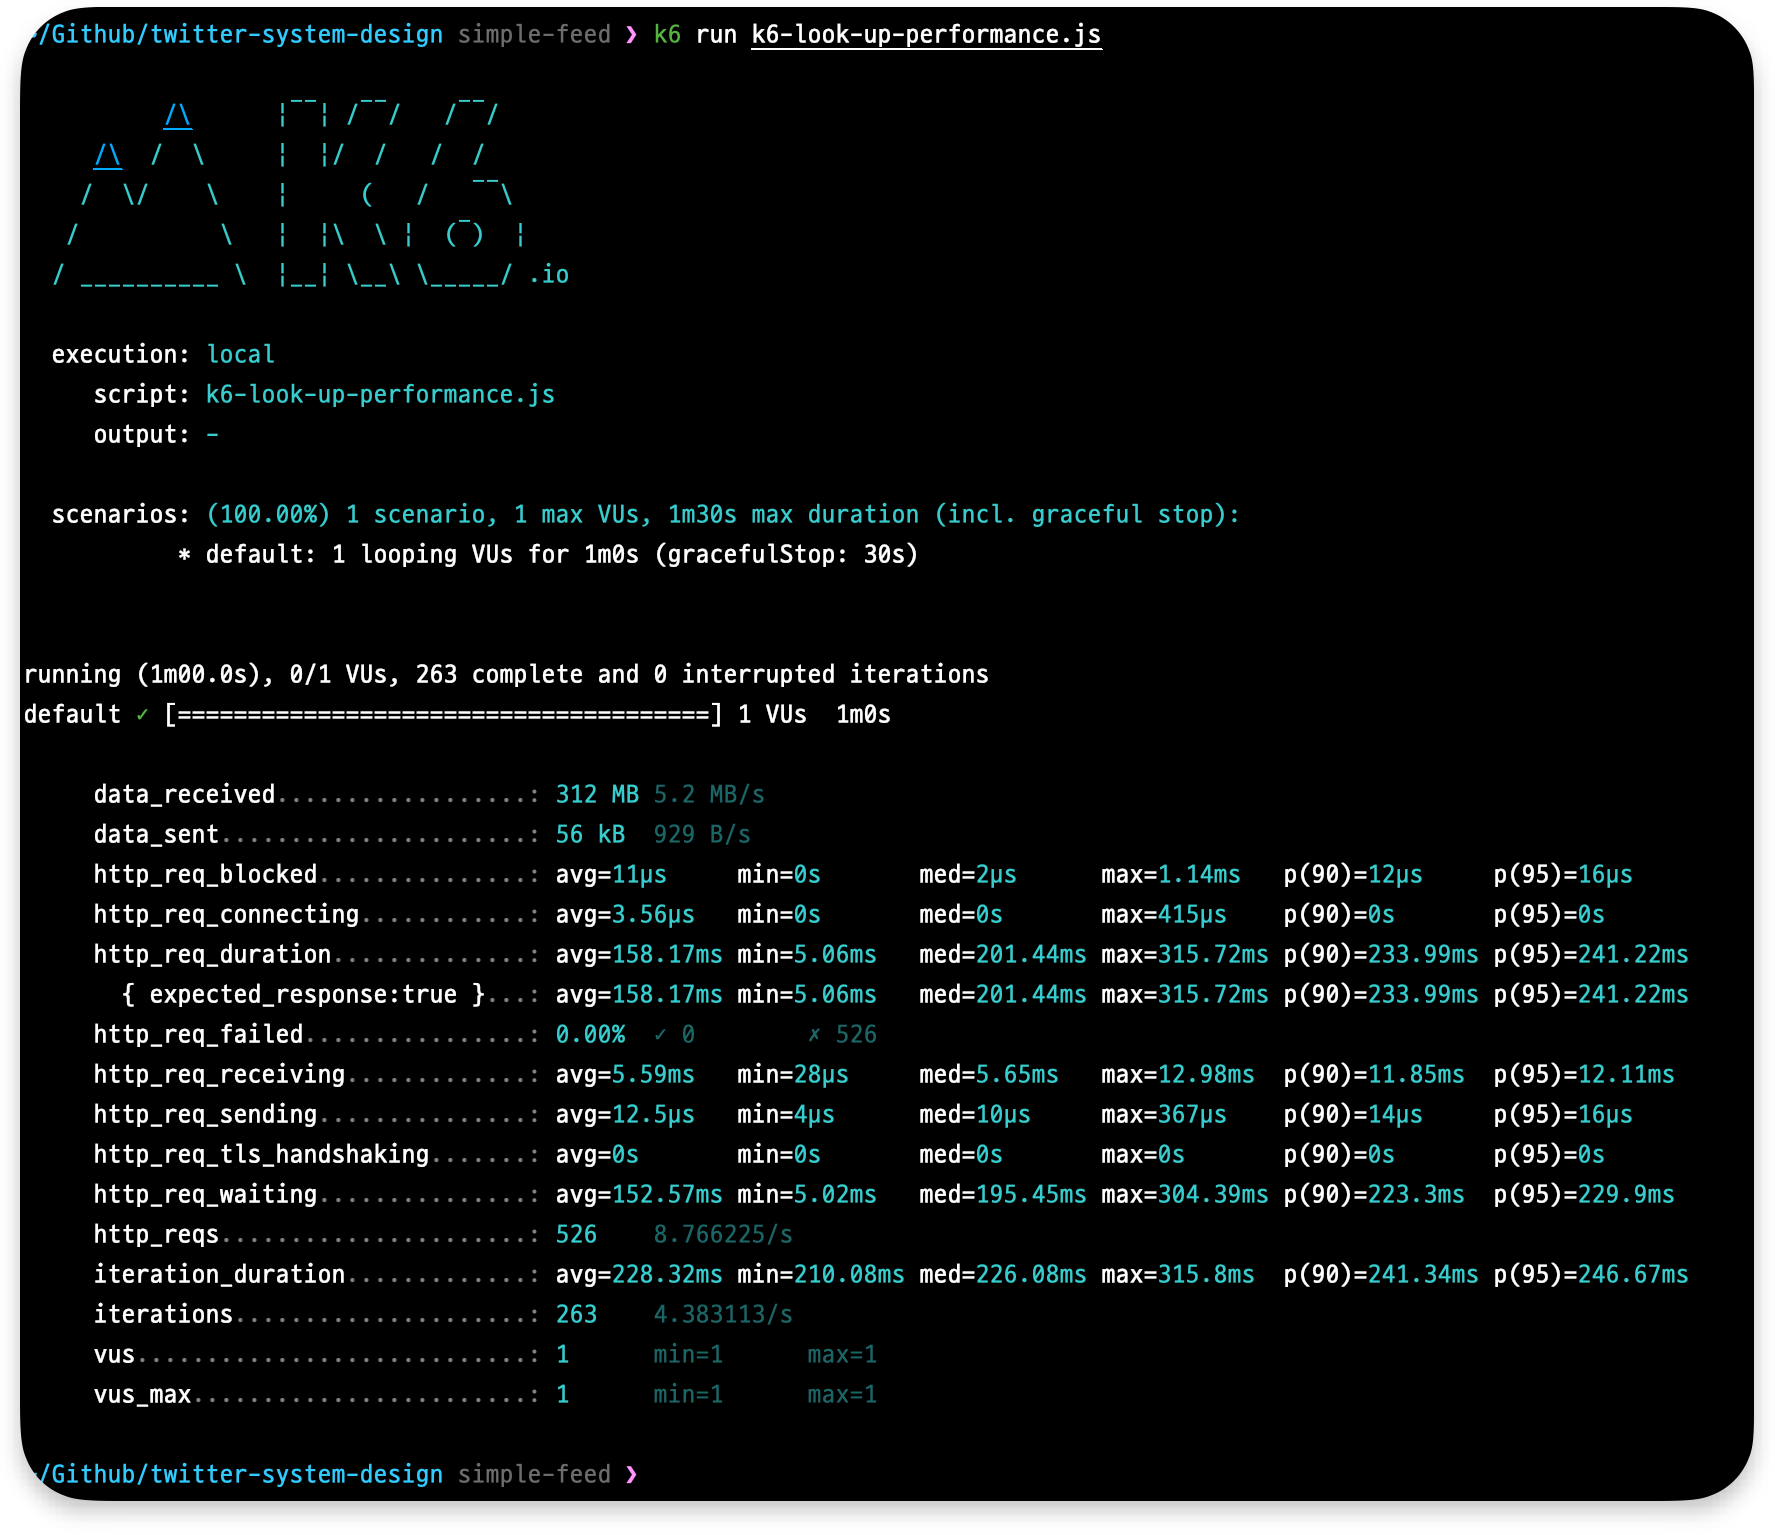 ~/Github/twitter-system-design simple-feed ❯ k6 run k6-look-up-performance.js
.io
execution: local
script: k6-look-up-performance.js
output: -
scenarios: (100.00%) 1 scenario, 1 max VUs, 1m30s max duration (incl. graceful stop):
* default: 1 looping VUs for 1m0s (gracefulStop: 30s)
running (1m00.0s), 0/1 VUs, 263 complete and 0 interrupted iterations
default ✓ [======================================] 1 VUs  1m0s
data_received..................: 312 MB 5.2 MB/s
data_sent......................: 56 kB  929 B/s
http_req_blocked...............: avg=11µs     min=0s       med=2µs      max=1.14ms   p(90)=12µs     p(95)=16µs
http_req_connecting............: avg=3.56µs   min=0s       med=0s       max=415µs    p(90)=0s       p(95)=0s
http_req_duration..............: avg=158.17ms min=5.06ms   med=201.44ms max=315.72ms p(90)=233.99ms p(95)=241.22ms
{ expected_response:true }...: avg=158.17ms min=5.06ms   med=201.44ms max=315.72ms p(90)=233.99ms p(95)=241.22ms
http_req_failed................: 0.00%  ✓ 0        ✗ 526
http_req_receiving.............: avg=5.59ms   min=28µs     med=5.65ms   max=12.98ms  p(90)=11.85ms  p(95)=12.11ms
http_req_sending...............: avg=12.5µs   min=4µs      med=10µs     max=367µs    p(90)=14µs     p(95)=16µs
http_req_tls_handshaking.......: avg=0s       min=0s       med=0s       max=0s       p(90)=0s       p(95)=0s
http_req_waiting...............: avg=152.57ms min=5.02ms   med=195.45ms max=304.39ms p(90)=223.3ms  p(95)=229.9ms
http_reqs......................: 526    8.766225/s
iteration_duration.............: avg=228.32ms min=210.08ms med=226.08ms max=315.8ms  p(90)=241.34ms p(95)=246.67ms
iterations.....................: 263    4.383113/s
vus............................: 1      min=1      max=1
vus_max........................: 1      min=1      max=1
~/Github/twitter-system-design simple-feed ❯